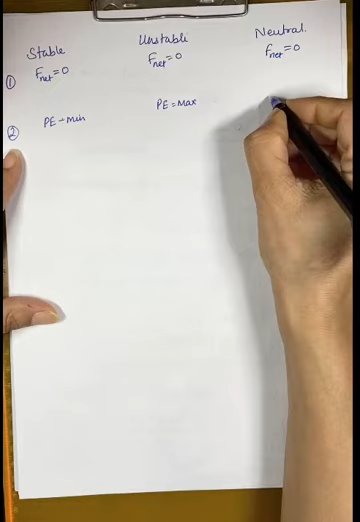 Stable Unstable Neutral.
① Fnet = 0 Fnet = 0 Fnet = 0
② PE → min PE = Max